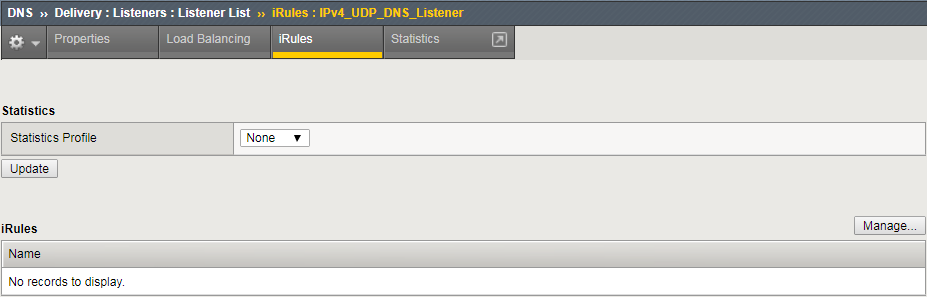 DNS ›› Delivery : Listeners : Listener List ›› iRules : IPv4_UDP_DNS_Listener
Properties Load Balancing iRules Statistics
Statistics
Statistics Profile None
Update
iRules Manage...
Name
No records to display.